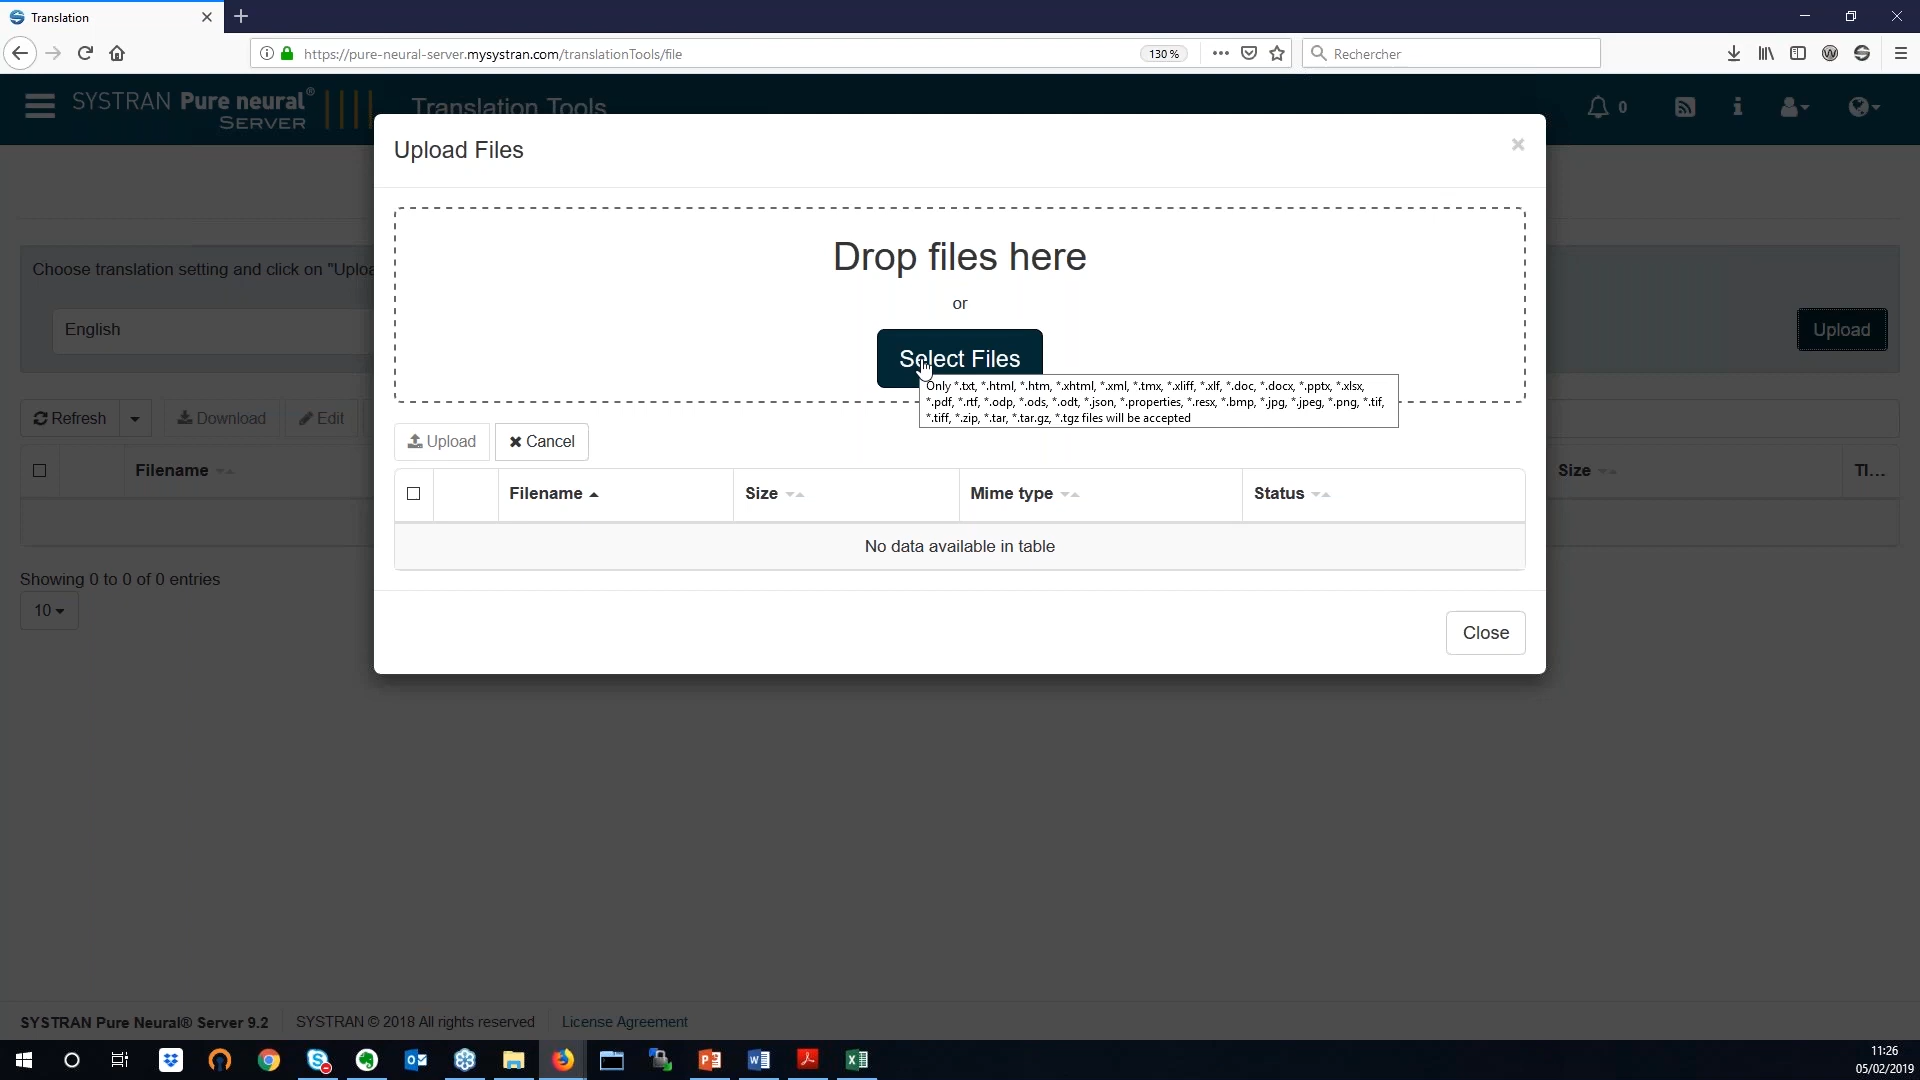 Translation
https://pure-neural-server.mysystran.com/translationTools/file
130 %
Rechercher
SYSTRAN Pure neural®
SERVER
Translation Tools
0
Upload Files
Drop files here
or
Select Files
Only *.txt, *.html, *.htm, *.xhtml, *.xml, *.tmx, *.xliff, *.xlf, *.doc, *.docx, *.pptx, *.xlsx,
*.pdf, *.rtf, *.odp, *.ods, *.odt, *.json, *.properties, *.resx, *.bmp, *.jpg, *.jpeg, *.png, *.tif,
*.tiff, *.zip, *.tar, *.tar.gz, *.tgz files will be accepted
Choose translation setting and click on "Uploa
English
Upload
Refresh
Download
Edit
Upload
Cancel
Filename
Size
TI...
Filename
Size
Mime type
Status
No data available in table
Showing 0 to 0 of 0 entries
10
Close
SYSTRAN Pure Neural® Server 9.2
SYSTRAN © 2018 All rights reserved
License Agreement
11:26
05/02/2019